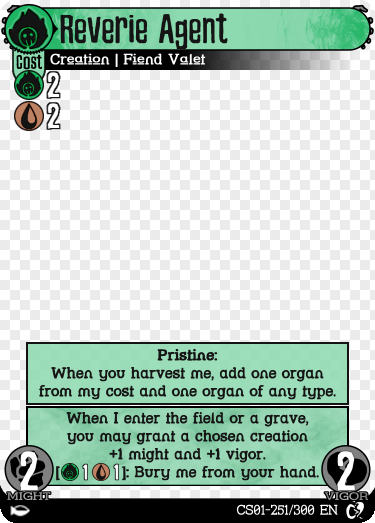 Reverie Agent
Cost
Creation | Fiend Valet
2
2
Pristine:
When you harvest me, add one organ
from my cost and one organ of any type.
When I enter the field or a grave,
you may grant a chosen creation
+1 might and +1 vigor.
[1 1]: Bury me from your hand.
2
MIGHT
2
VIGOR
CS01-251/300 EN